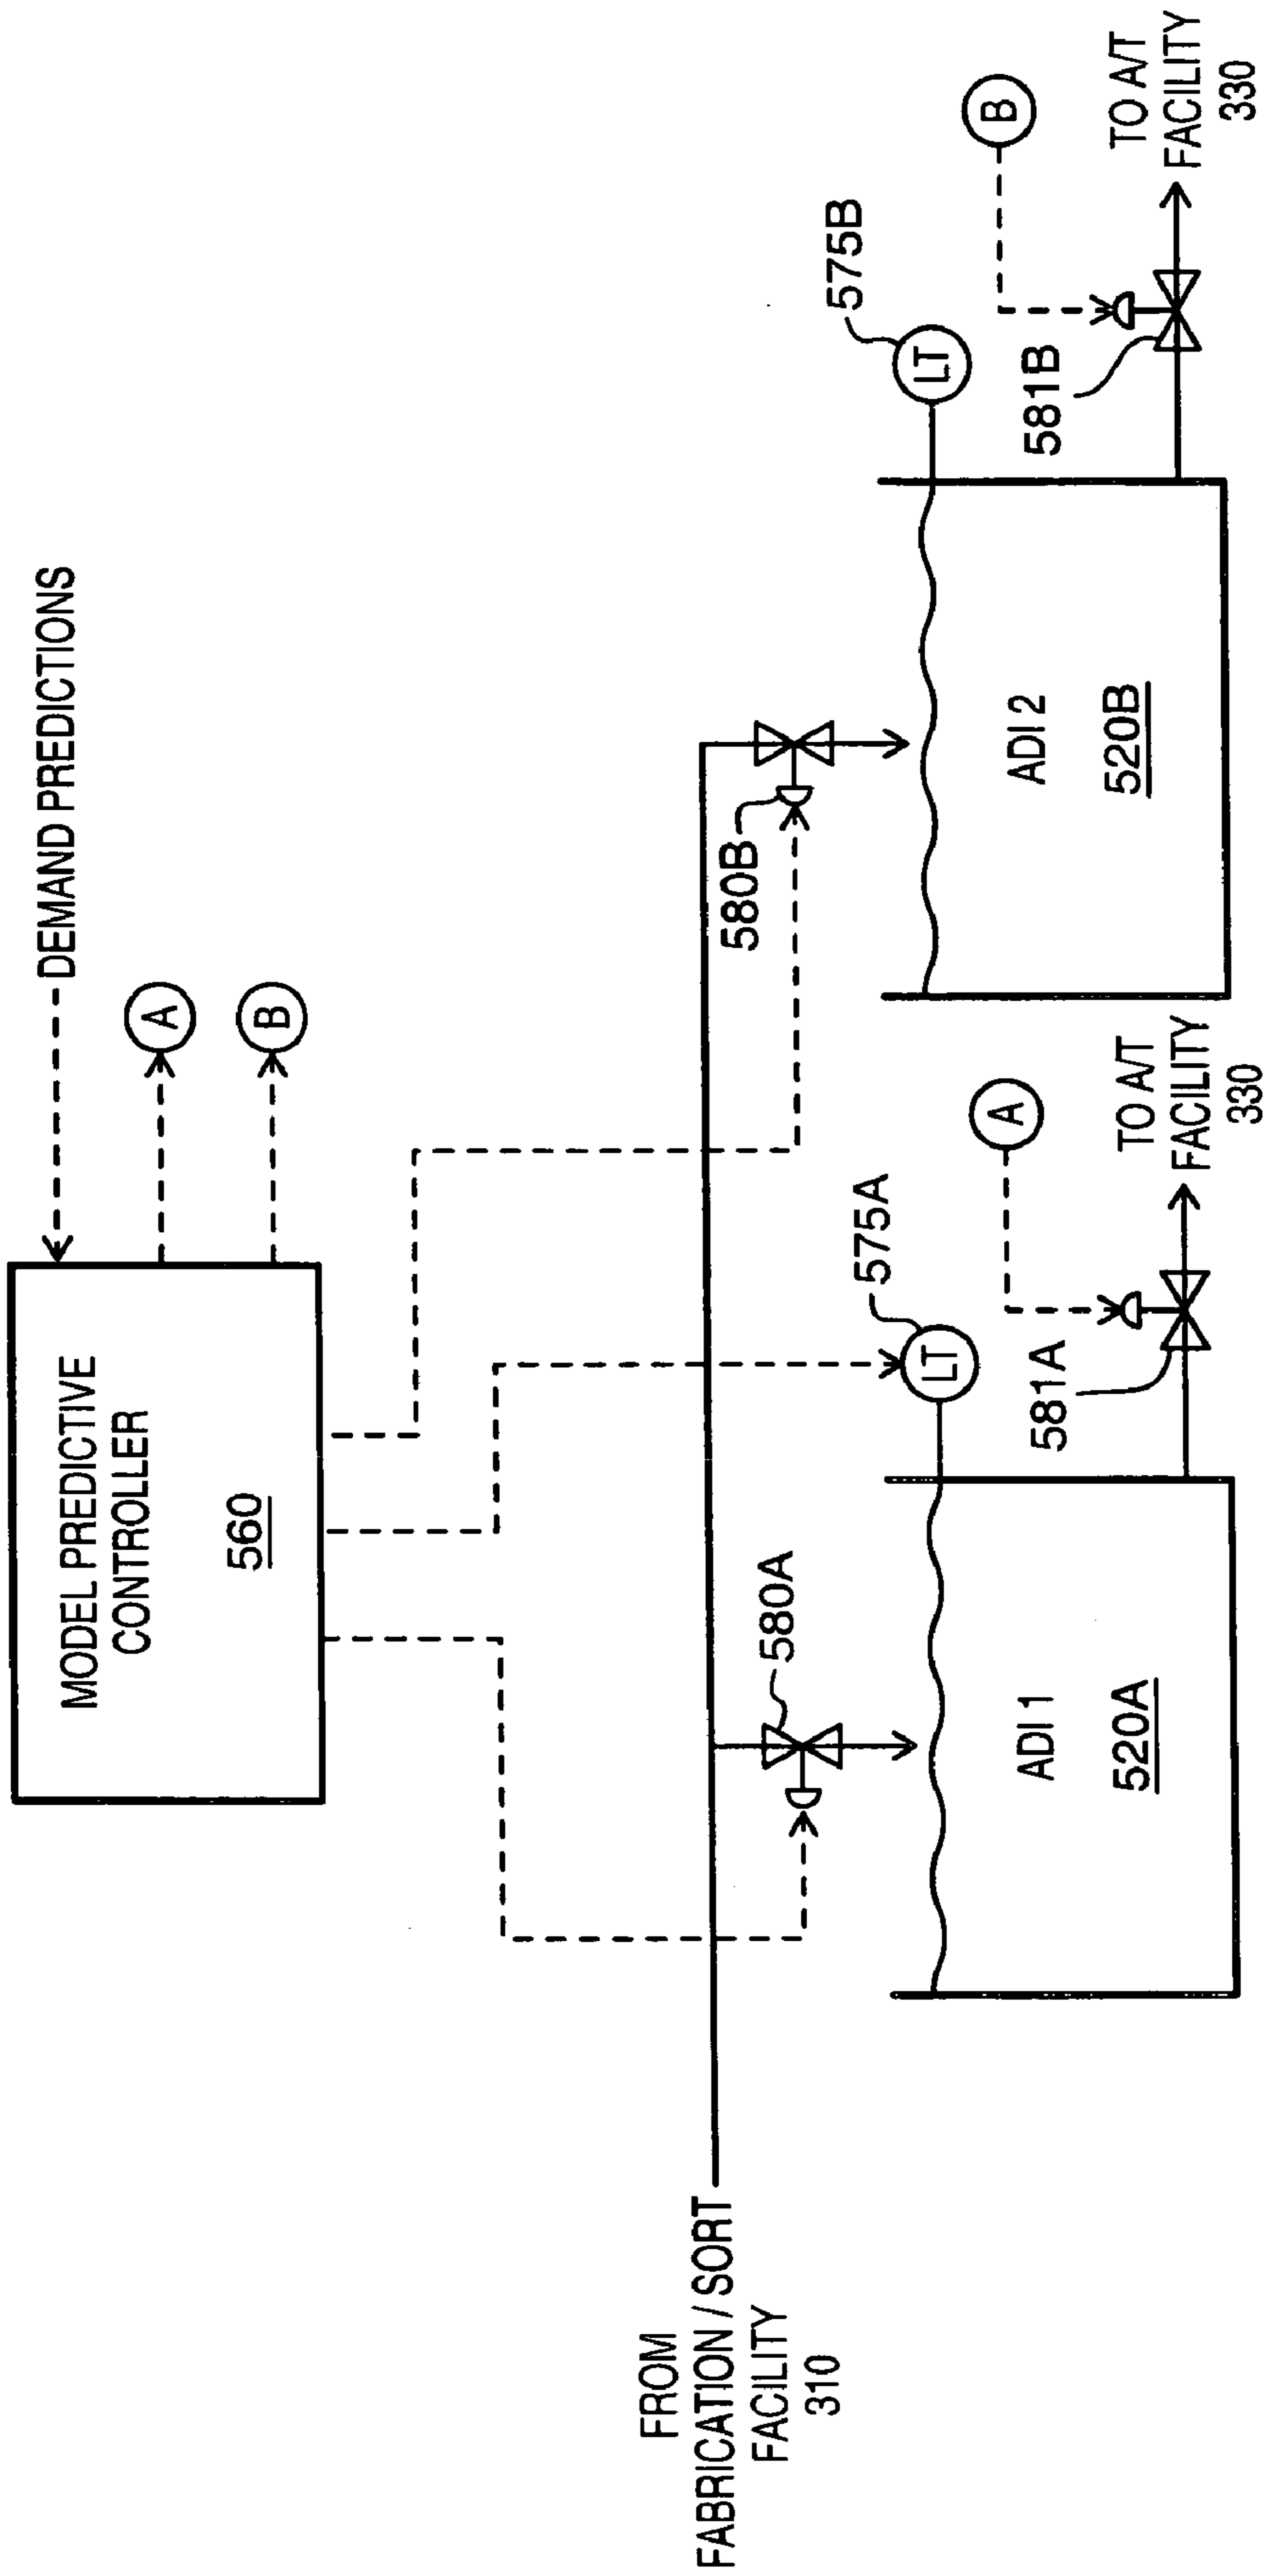 DEMAND PREDICTIONS
MODEL PREDICTIVE
CONTROLLER
560
A
B
FROM
FABRICATION / SORT
FACILITY
310
580A
580B
575A
575B
LT
LT
ADI 1
520A
ADI 2
520B
A
B
581A
581B
TO A/T
FACILITY
330
TO A/T
FACILITY
330